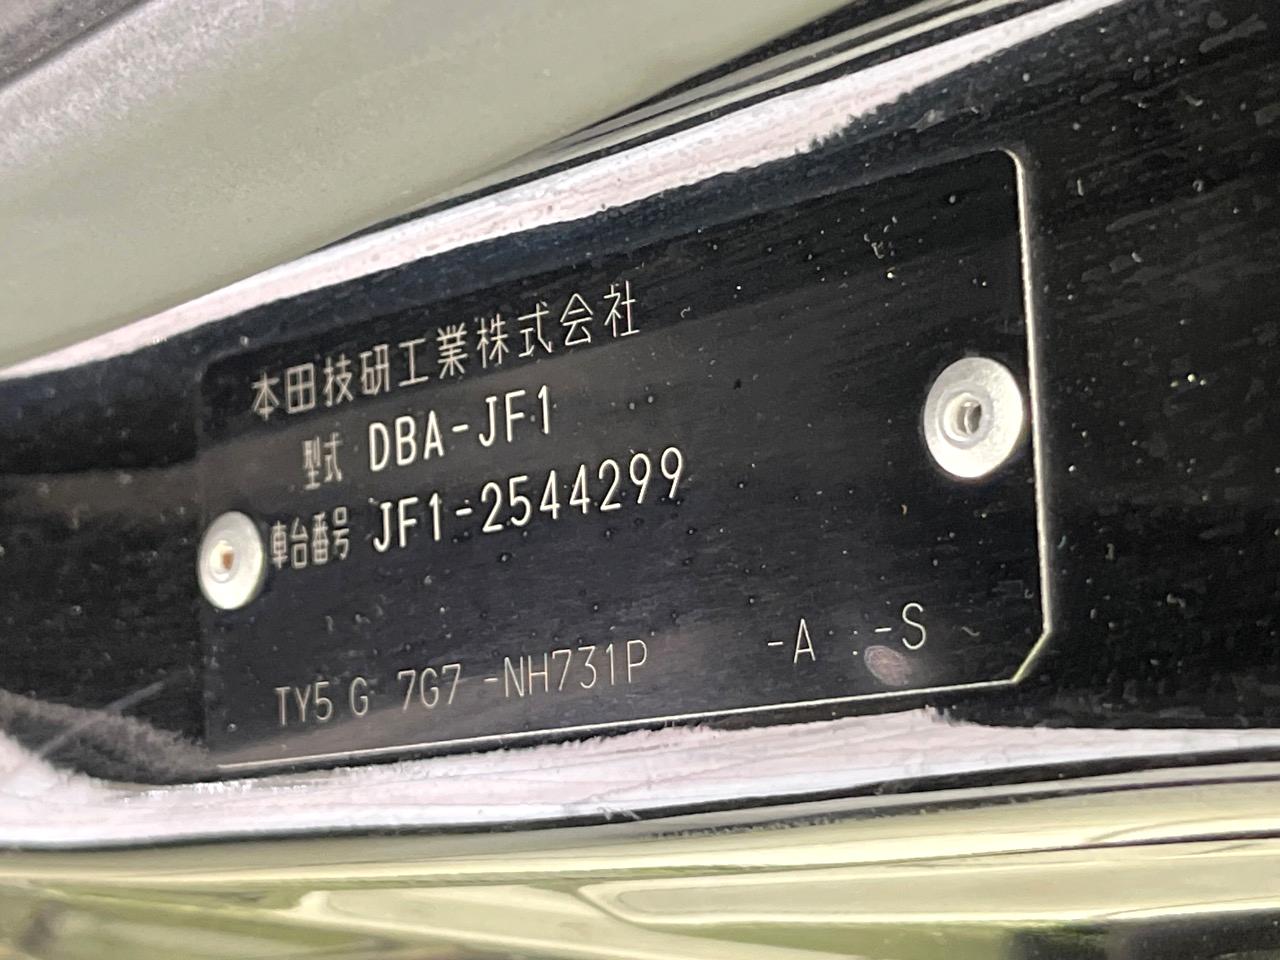 本田技研工業株式会社
型式 DBA-JF1
車台番号 JF1-2544299
TY5 G 7G7 -NH731P -A -S